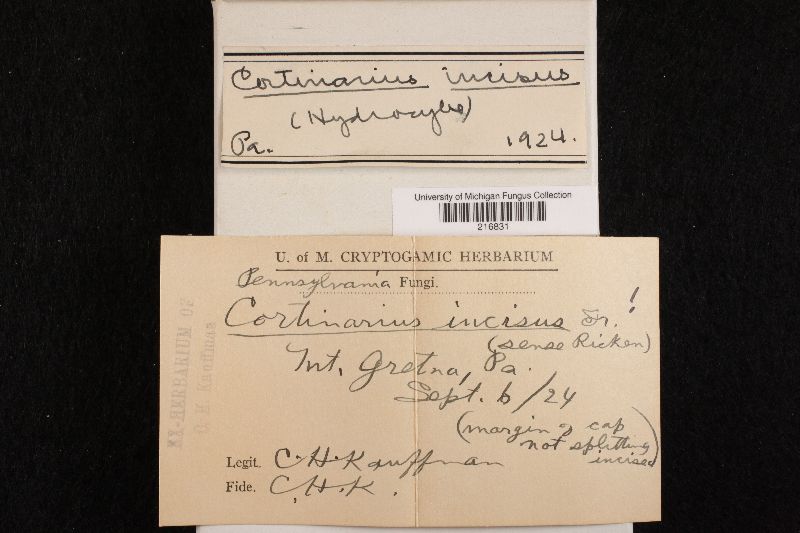 Cortinarius incisus
(Hydrocybe)
Pa. 1924.
University of Michigan Fungus Collection
216831
U. of M. CRYPTOGAMIC HERBARIUM
Pennsylvania Fungi.
Cortinarius incisus Fr. !
(sense Ricken)
Mt. Gretna, Pa.
Sept. 6/24
(margin of cap
not splitting
incised)
Legit. C.H. Kauffman
Fide. C.H.K.
EX-HERBARIUM OF
C. H. Kauffman